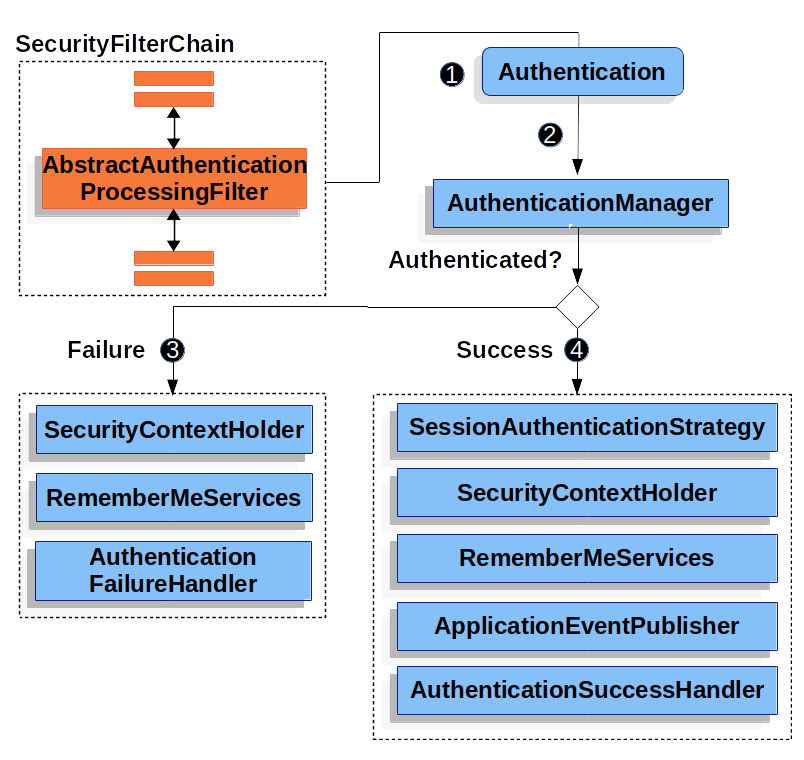 SecurityFilterChain
AbstractAuthentication
ProcessingFilter
1
Authentication
2
AuthenticationManager
Authenticated?
Failure 3
SecurityContextHolder
RememberMeServices
Authentication
FailureHandler
Success 4
SessionAuthenticationStrategy
SecurityContextHolder
RememberMeServices
ApplicationEventPublisher
AuthenticationSuccessHandler